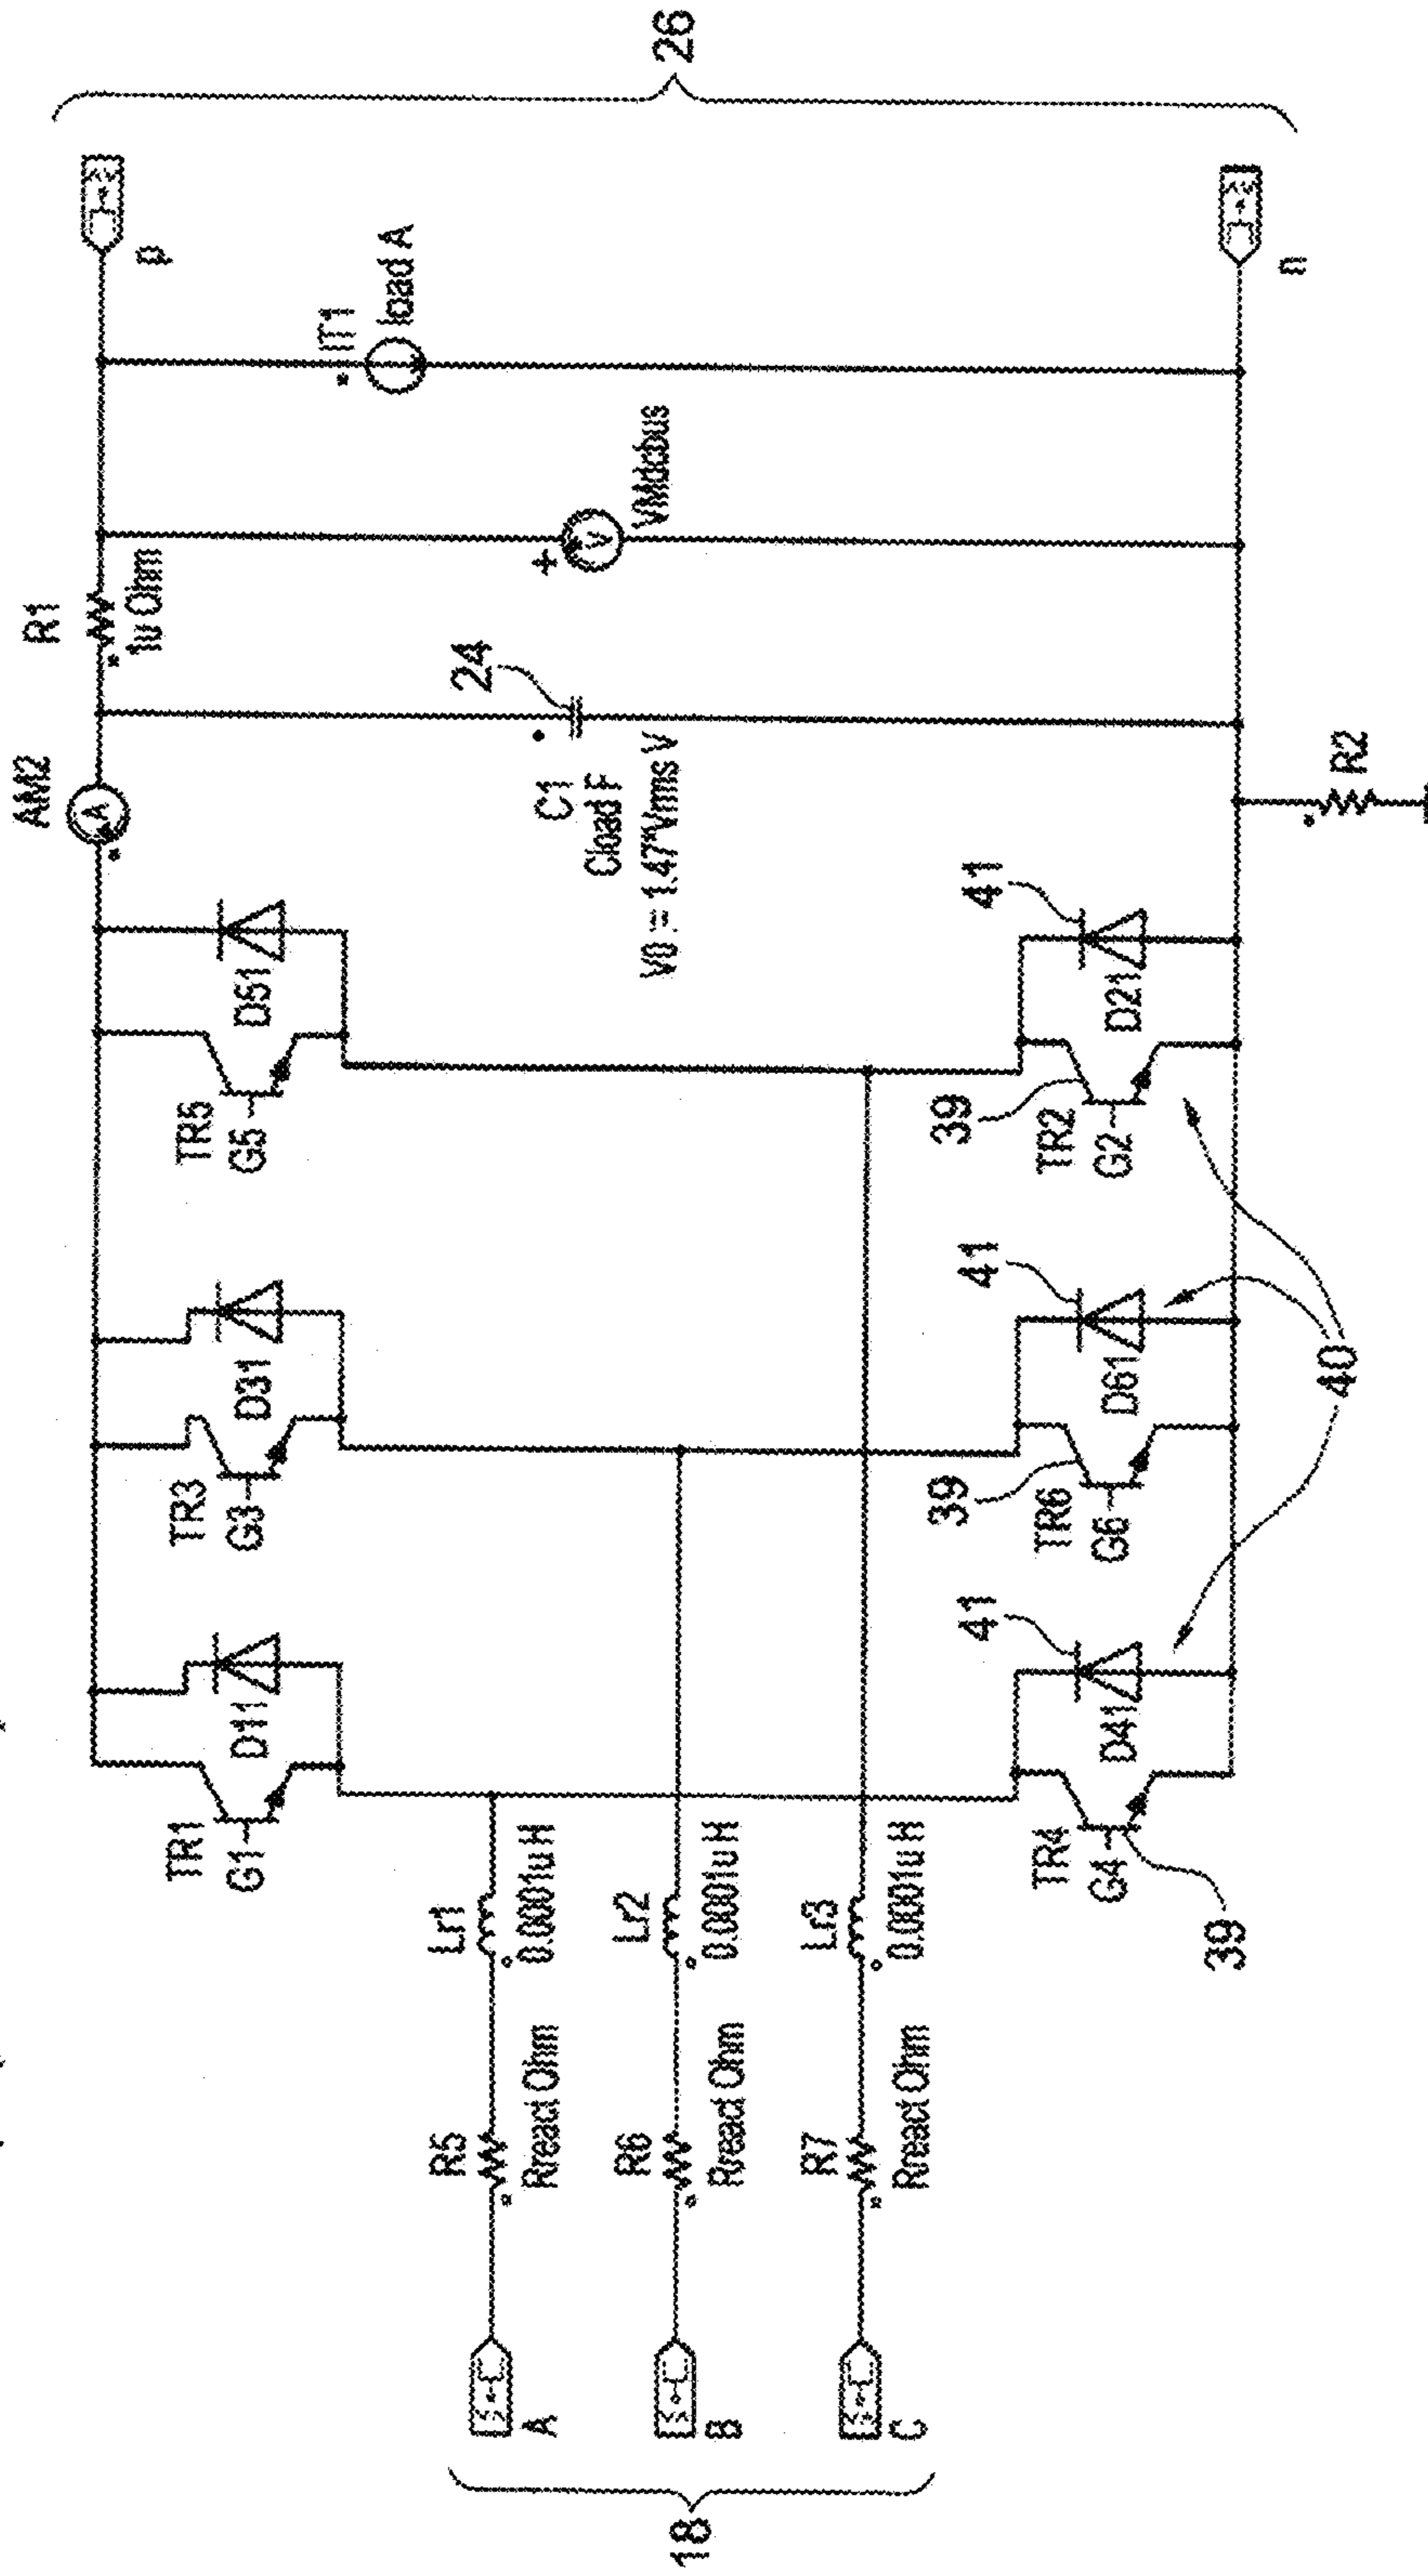 26
p
n
IT1
load A
VMdcbus
+
V
R1
1u Ohm
24
C1
Cload F
V0 := 1.47*Vrms V
AM2
A
R2
D51
TR5
G5
41
D21
39
TR2
G2
D31
TR3
G3
41
D61
39
TR6
G6
40
D11
TR1
G1
41
D41
TR4
G4
39
Lr1
0.0001u H
Lr2
0.0001u H
Lr3
0.0001u H
R5
Rreact Ohm
R6
Rreact Ohm
R7
Rreact Ohm
A
B
C
18